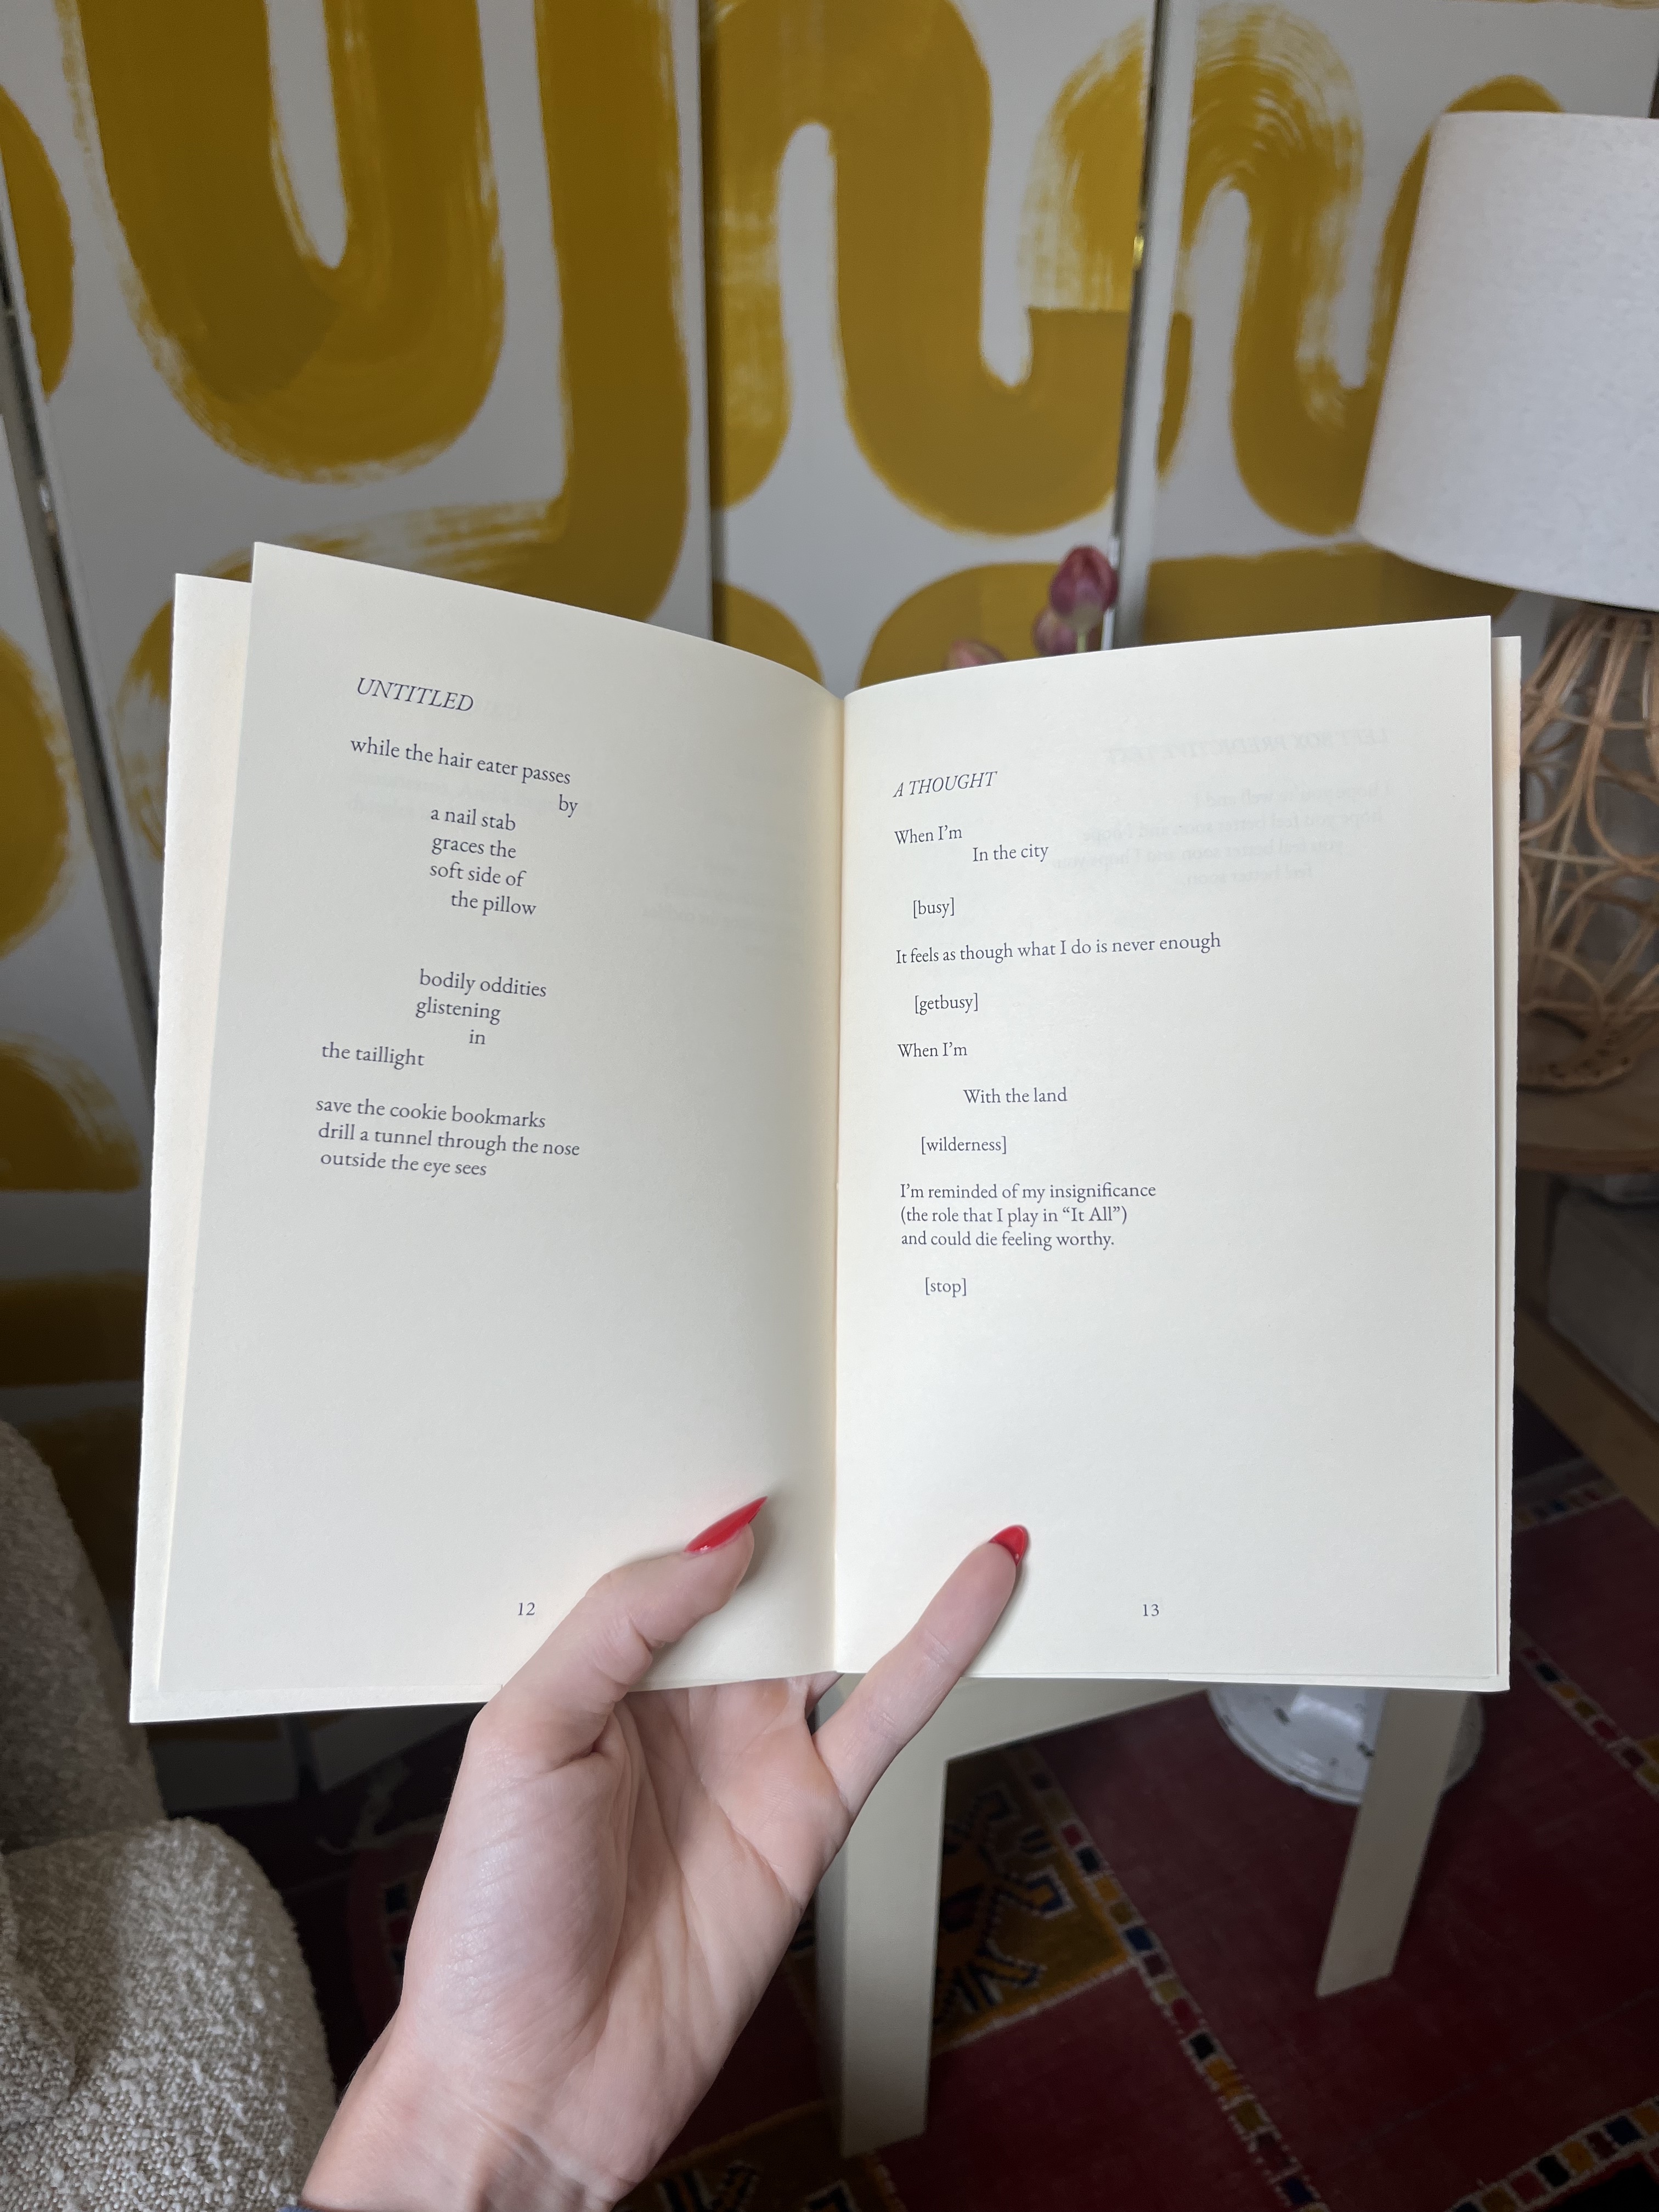 UNTITLED
while the hair eater passes
by
a nail stab
graces the
soft side of
the pillow
bodily oddities
glistening
in
the taillight
save the cookie bookmarks
drill a tunnel through the nose
outside the eye sees
12
A THOUGHT
When I’m
In the city
[busy]
It feels as though what I do is never enough
[getbusy]
When I’m
With the land
[wilderness]
I’m reminded of my insignificance
(the role that I play in “It All”)
and could die feeling worthy.
[stop]
13